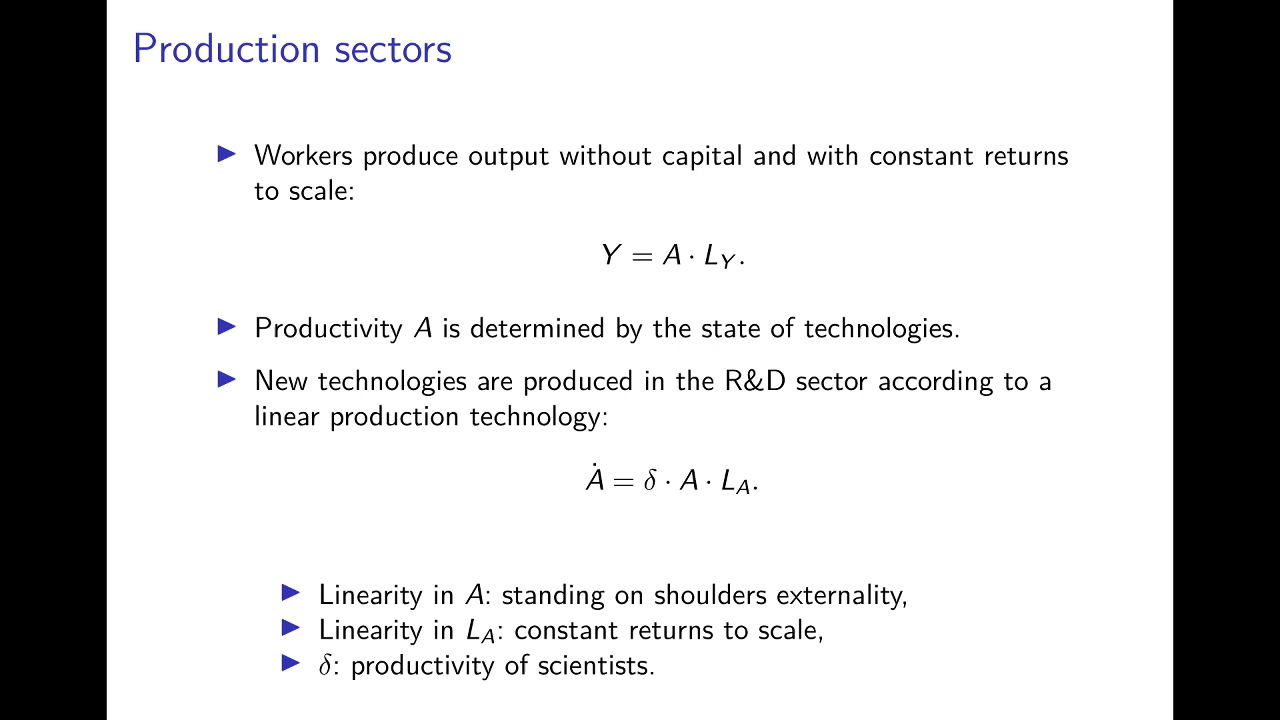 Production sectors
Workers produce output without capital and with constant returns
to scale:
Y = A · L_Y.
Productivity A is determined by the state of technologies.
New technologies are produced in the R&D sector according to a
linear production technology:
Ȧ = δ · A · L_A.
Linearity in A: standing on shoulders externality,
Linearity in L_A: constant returns to scale,
δ: productivity of scientists.